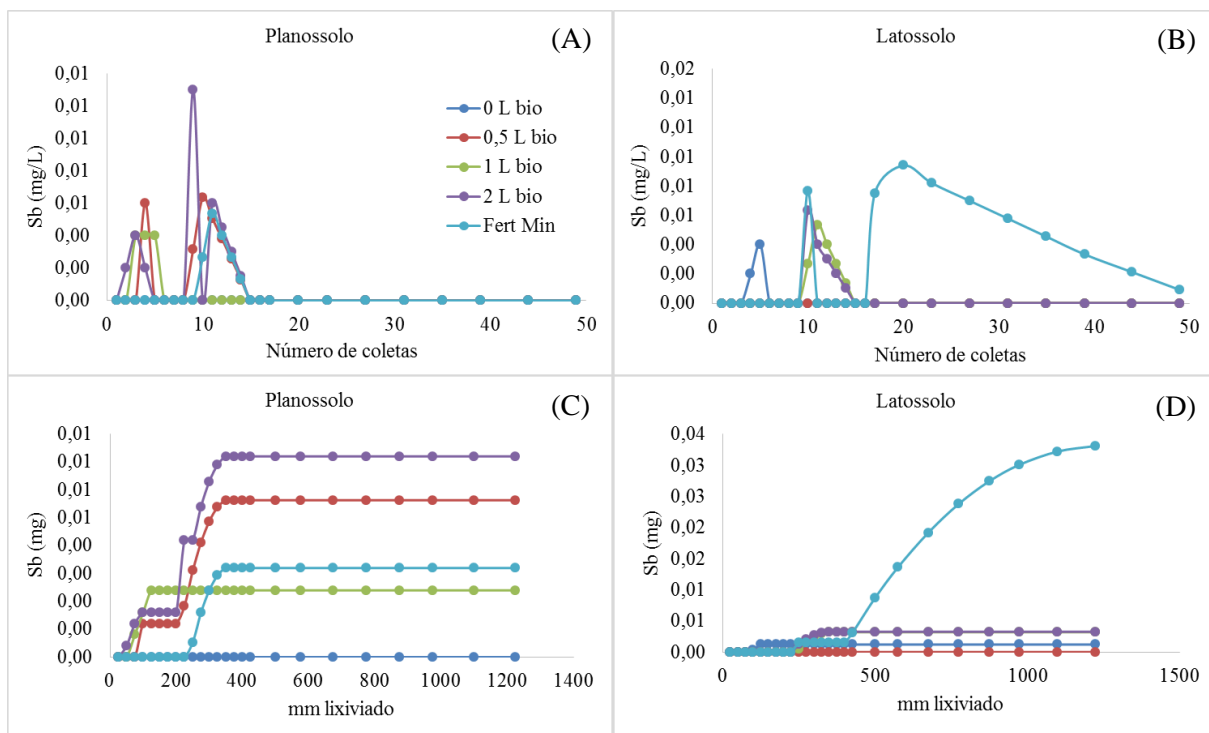 Planossolo
(A)
0,01
0,01
0,01
0,01
0,00
0,00
0,00
0,00
Sb (mg/L)
0 L bio
0,5 L bio
1 L bio
2 L bio
Fert Min
0
10
20
30
40
50
Número de coletas
Latossolo
(B)
0,02
0,01
0,01
0,01
0,01
0,01
0,00
0,00
0,00
Sb (mg/L)
0
10
20
30
40
50
Número de coletas
Planossolo
(C)
0,01
0,01
0,01
0,01
0,00
0,00
0,00
0,00
0,00
Sb (mg)
0
200
400
600
800
1000
1200
1400
mm lixiviado
Latossolo
(D)
0,04
0,03
0,03
0,02
0,02
0,01
0,01
0,00
Sb (mg)
0
500
1000
1500
mm lixiviado